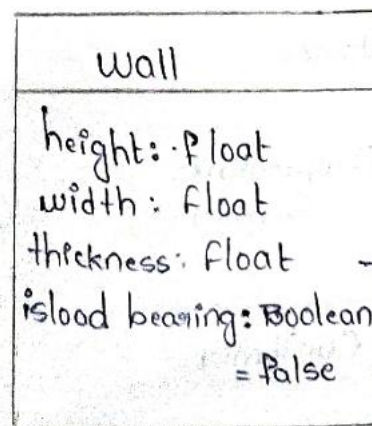 Wall
height: float
width: float
thickness: float -
islood bearing: Boolean
= false